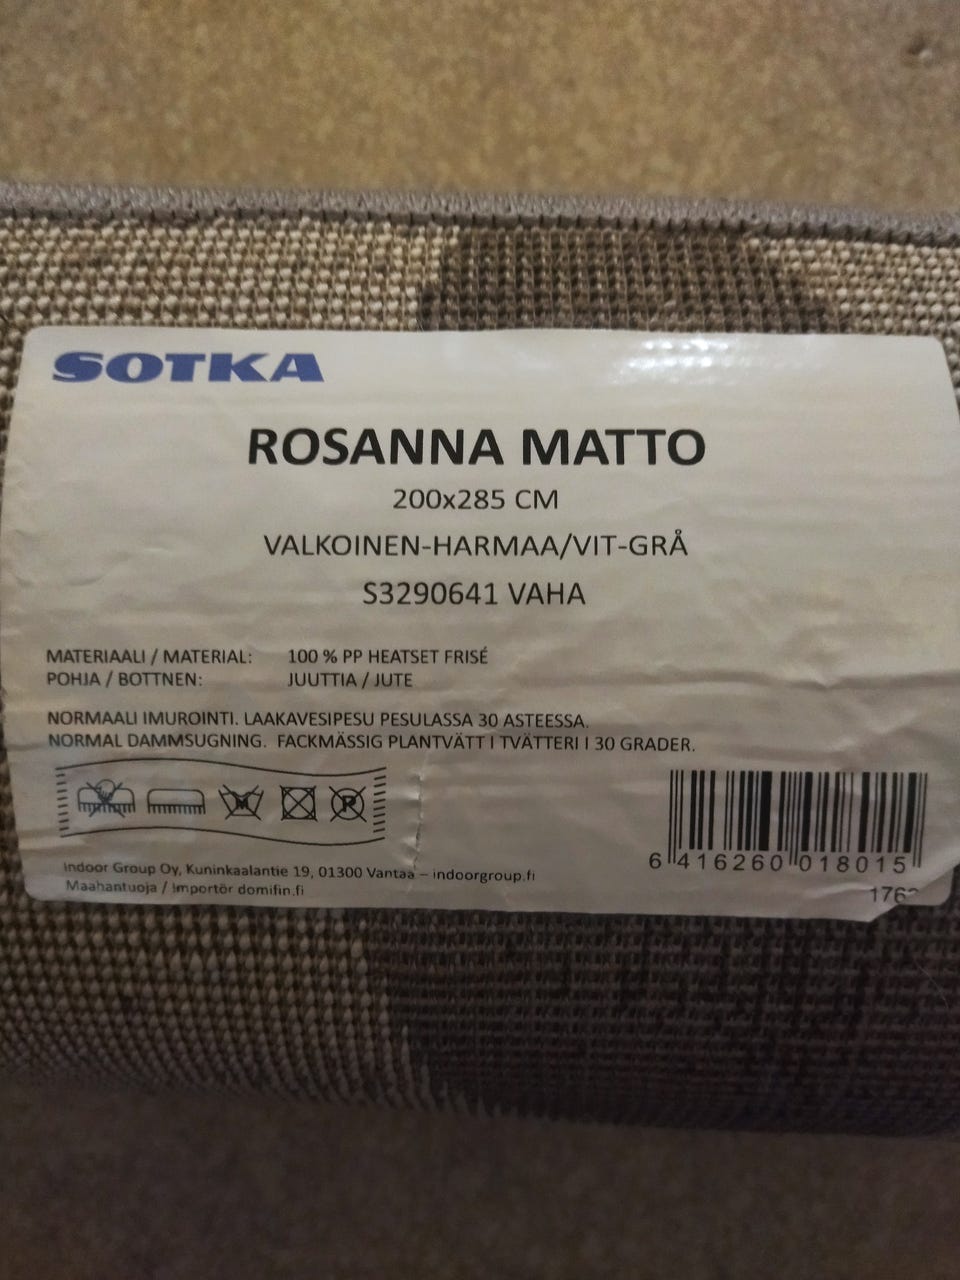 SOTKA
ROSANNA MATTO
200x285 CM
VALKOINEN-HARMAA/VIT-GRÅ
S3290641 VAHA
MATERIAALI / MATERIAL: 100 % PP HEATSET FRISÉ
POHJA / BOTTNEN: JUUTTIA / JUTE
NORMAALI IMUROINTI. LAAKAVESIPESU PESULASSA 30 ASTEESSA.
NORMAL DAMMSUGNING. FACKMÄSSIG PLANTVÄTT I TVÄTTERI I 30 GRADER.
M P
Indoor Group Oy, Kuninkaalantie 19, 01300 Vantaa – indoorgroup.fi
Maahantuoja / Importör domifin.fi
6 416260 018015